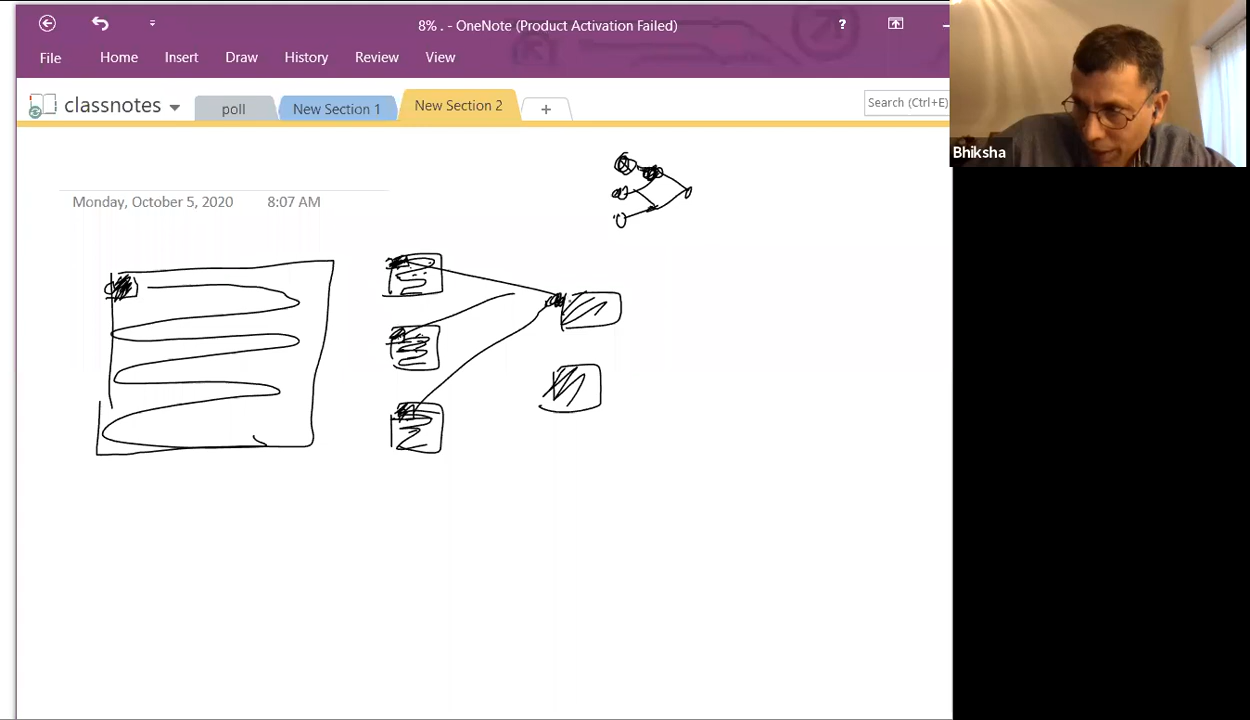 8% . - OneNote (Product Activation Failed)
?
File Home Insert Draw History Review View
classnotes poll New Section 1 New Section 2 +
Search (Ctrl+E)
Bhiksha
Monday, October 5, 2020 8:07 AM